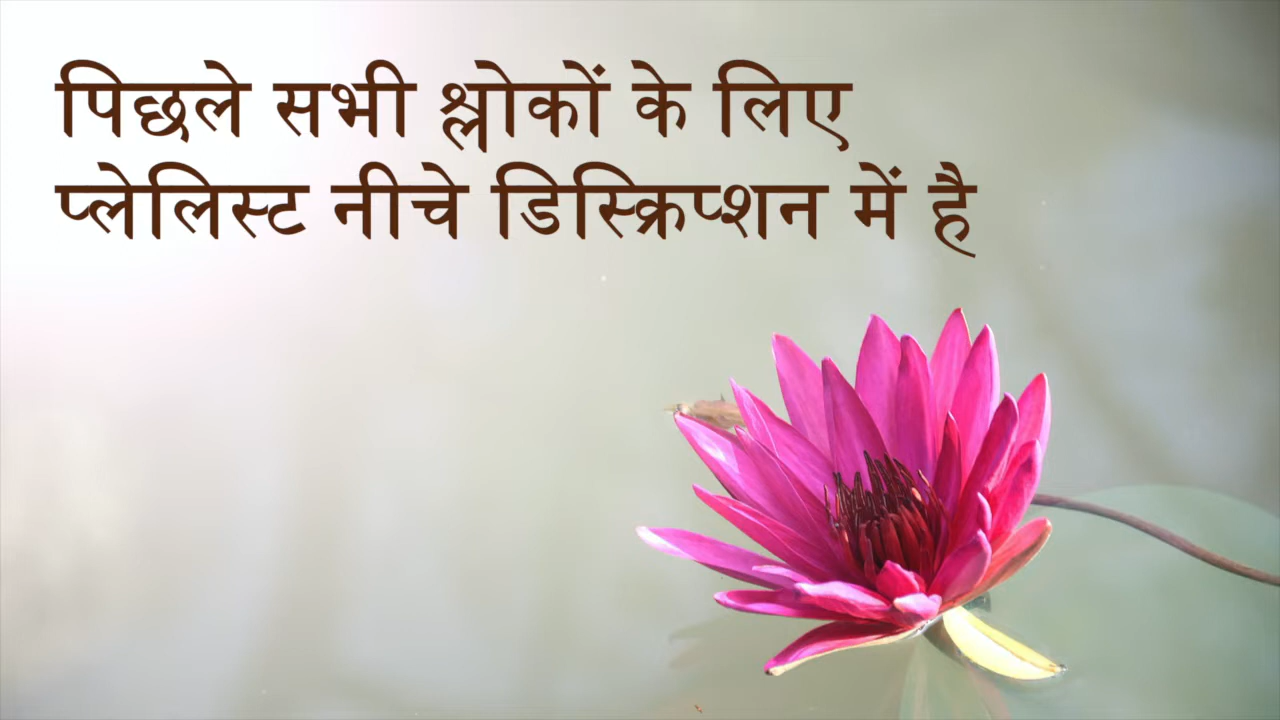 पिछले सभी श्लोकों के लिए
प्लेलिस्ट नीचे डिस्क्रिप्शन में है